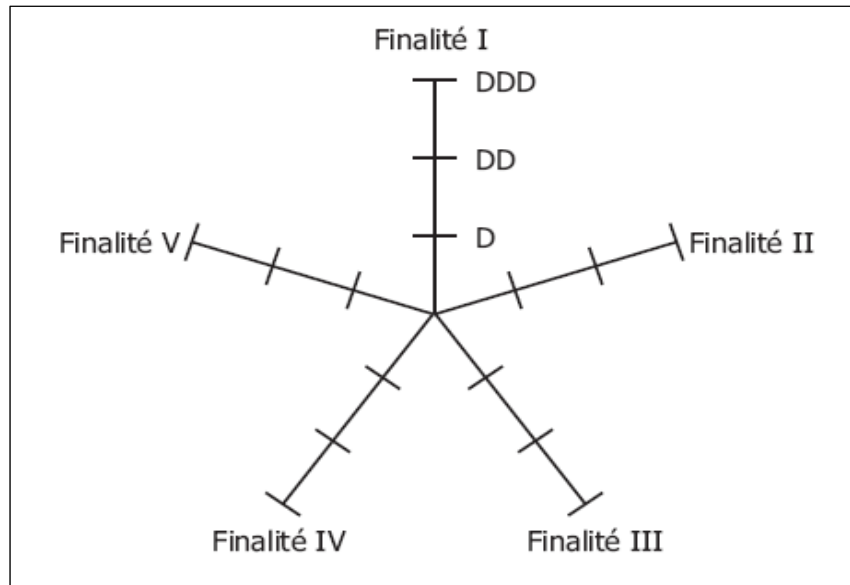 Finalité I
DDD
DD
D
Finalité V
Finalité II
Finalité IV
Finalité III